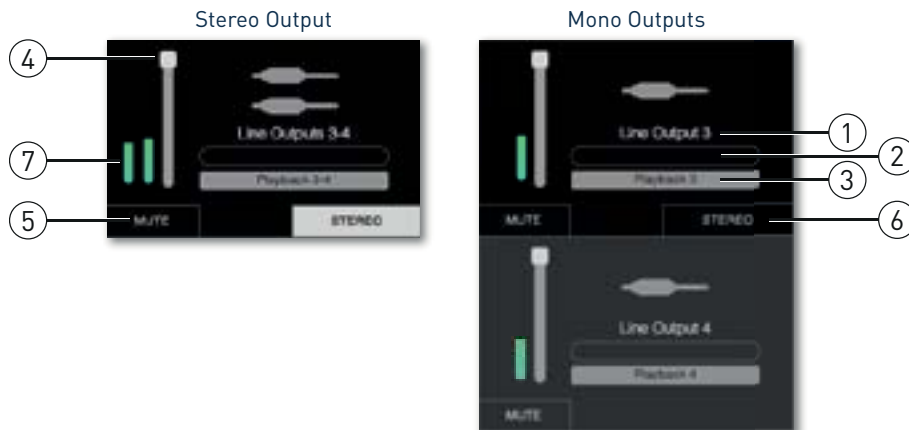 Stereo Output
Mono Outputs
4
7
5
Line Outputs 3-4
Playback 3-4
MUTE
STEREO
Line Output 3
Playback 3
MUTE
STEREO
1
2
3
6
Line Output 4
Playback 4
MUTE